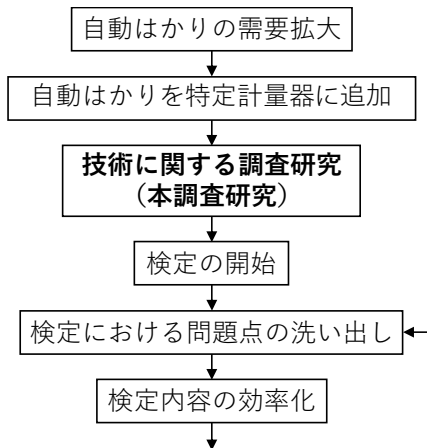 自動はかりの需要拡大
自動はかりを特定計量器に追加
技術に関する調査研究
（本調査研究）
検定の開始
検定における問題点の洗い出し
検定内容の効率化